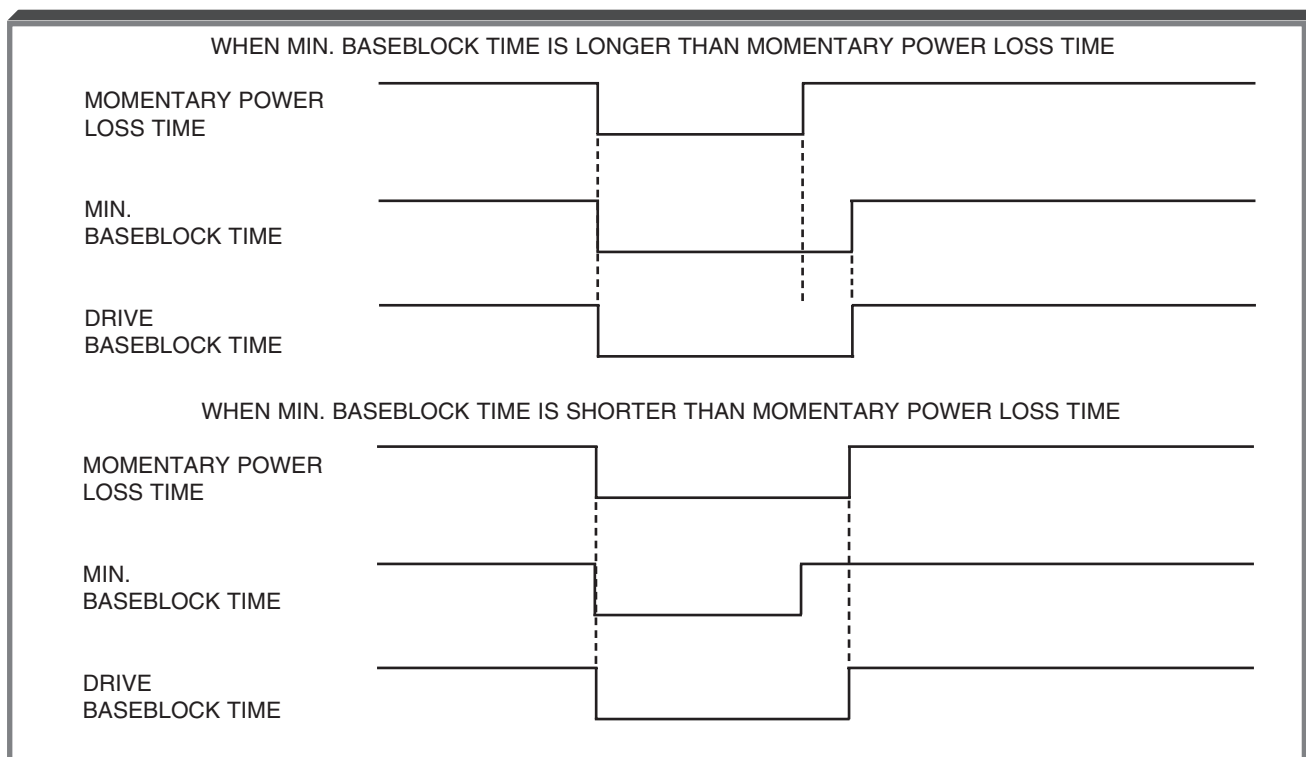 WHEN MIN. BASEBLOCK TIME IS LONGER THAN MOMENTARY POWER LOSS TIME
MOMENTARY POWER
LOSS TIME
MIN.
BASEBLOCK TIME
DRIVE
BASEBLOCK TIME
WHEN MIN. BASEBLOCK TIME IS SHORTER THAN MOMENTARY POWER LOSS TIME
MOMENTARY POWER
LOSS TIME
MIN.
BASEBLOCK TIME
DRIVE
BASEBLOCK TIME